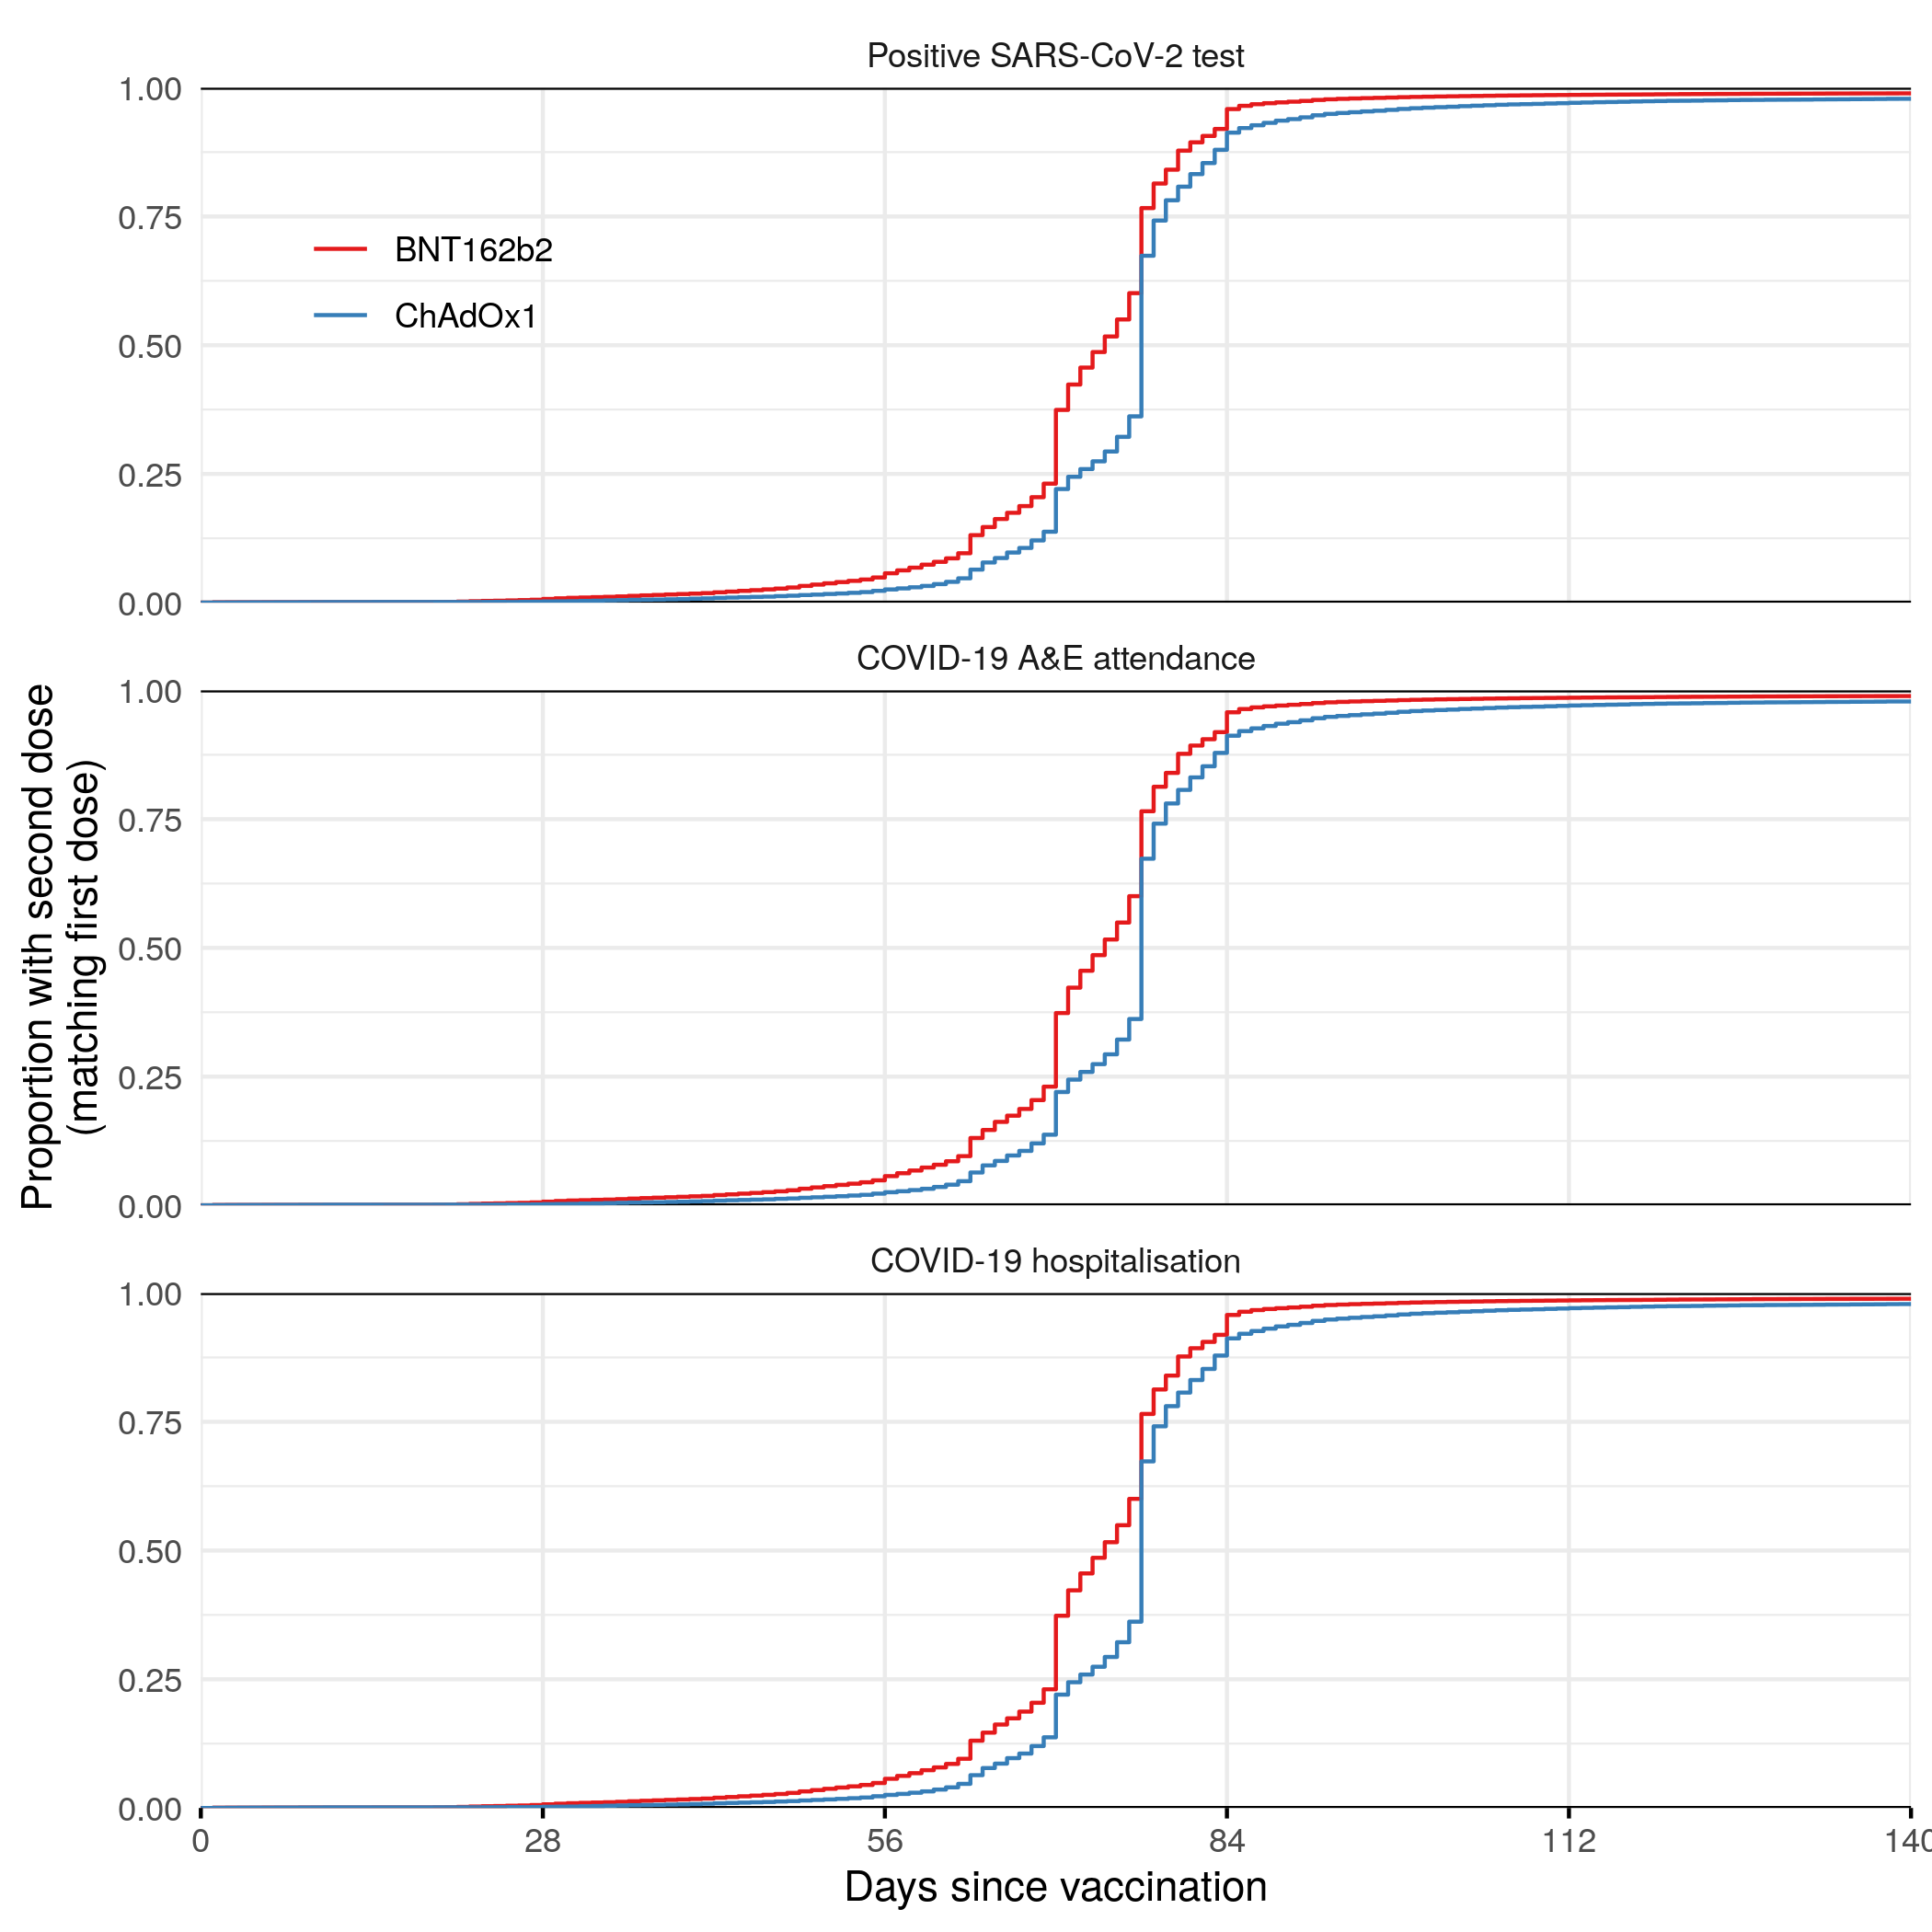 Positive SARS-CoV-2 test
1.00
0.75
0.50
0.25
0.00
BNT162b2
ChAdOx1
COVID-19 A&E attendance
1.00
0.75
0.50
0.25
0.00
Proportion with second dose
(matching first dose)
COVID-19 hospitalisation
1.00
0.75
0.50
0.25
0.00
0 28 56 84 112 140
Days since vaccination